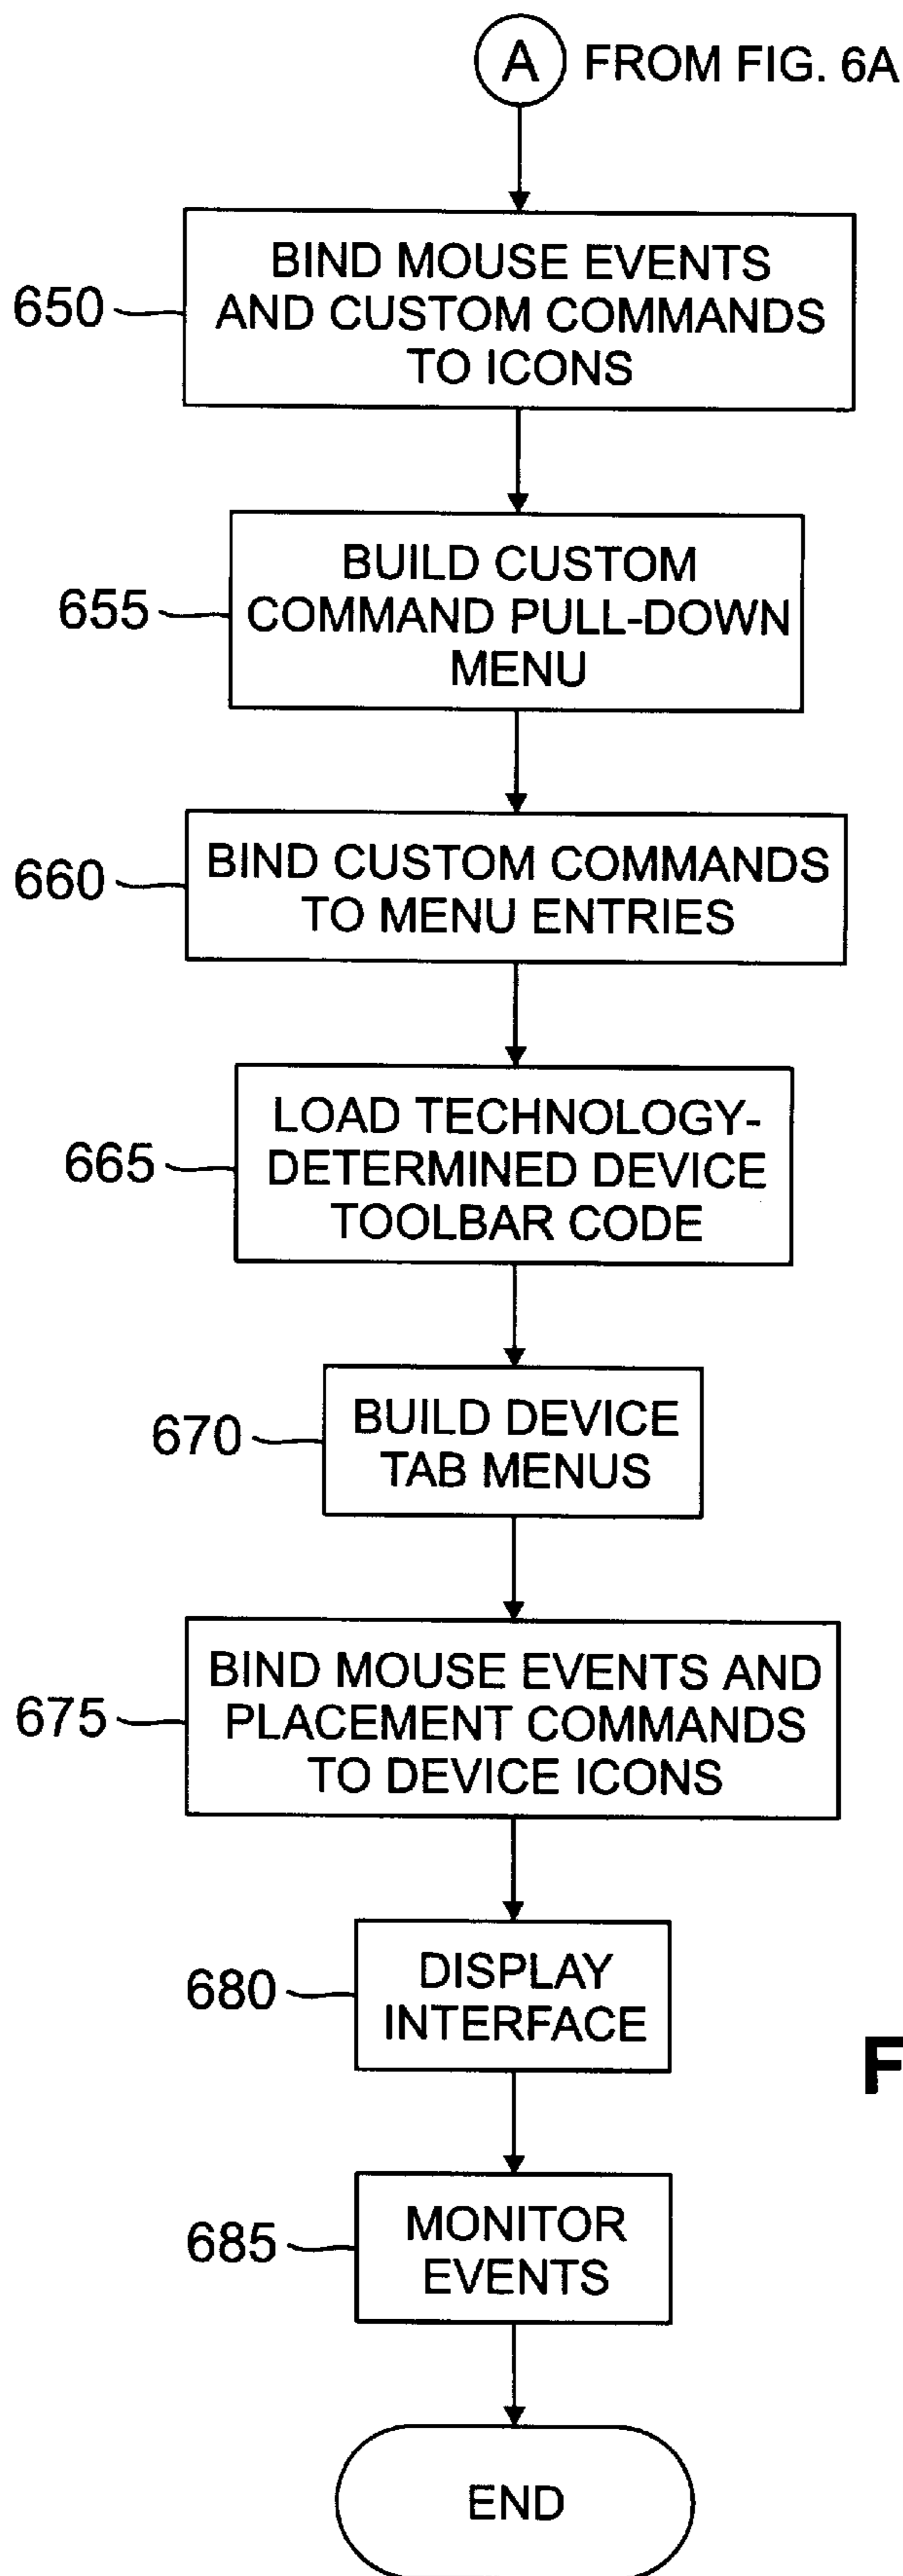 A FROM FIG. 6A
650
BIND MOUSE EVENTS
AND CUSTOM COMMANDS
TO ICONS
655
BUILD CUSTOM
COMMAND PULL-DOWN
MENU
660
BIND CUSTOM COMMANDS
TO MENU ENTRIES
665
LOAD TECHNOLOGY-
DETERMINED DEVICE
TOOLBAR CODE
670
BUILD DEVICE
TAB MENUS
675
BIND MOUSE EVENTS AND
PLACEMENT COMMANDS
TO DEVICE ICONS
680
DISPLAY
INTERFACE
F
685
MONITOR
EVENTS
END